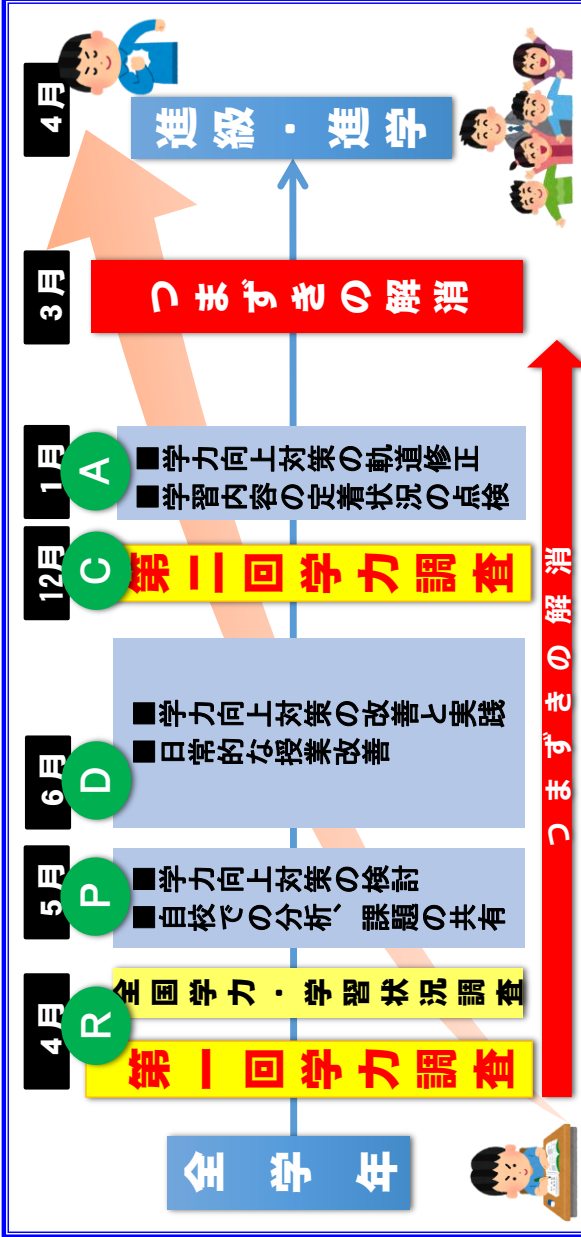 全学年
4月
R
第一回学力調査
全国学力・学習状況調査
5月
P
■学力向上対策の検討
■自校での分析、課題の共有
6月
D
■学力向上対策の改善と実践
■日常的な授業改善
12月
C
第二回学力調査
1月
A
■学力向上対策の軌道修正
■学習内容の定着状況の点検
3月
つまずきの解消
4月
進級・進学
つまずきの解消